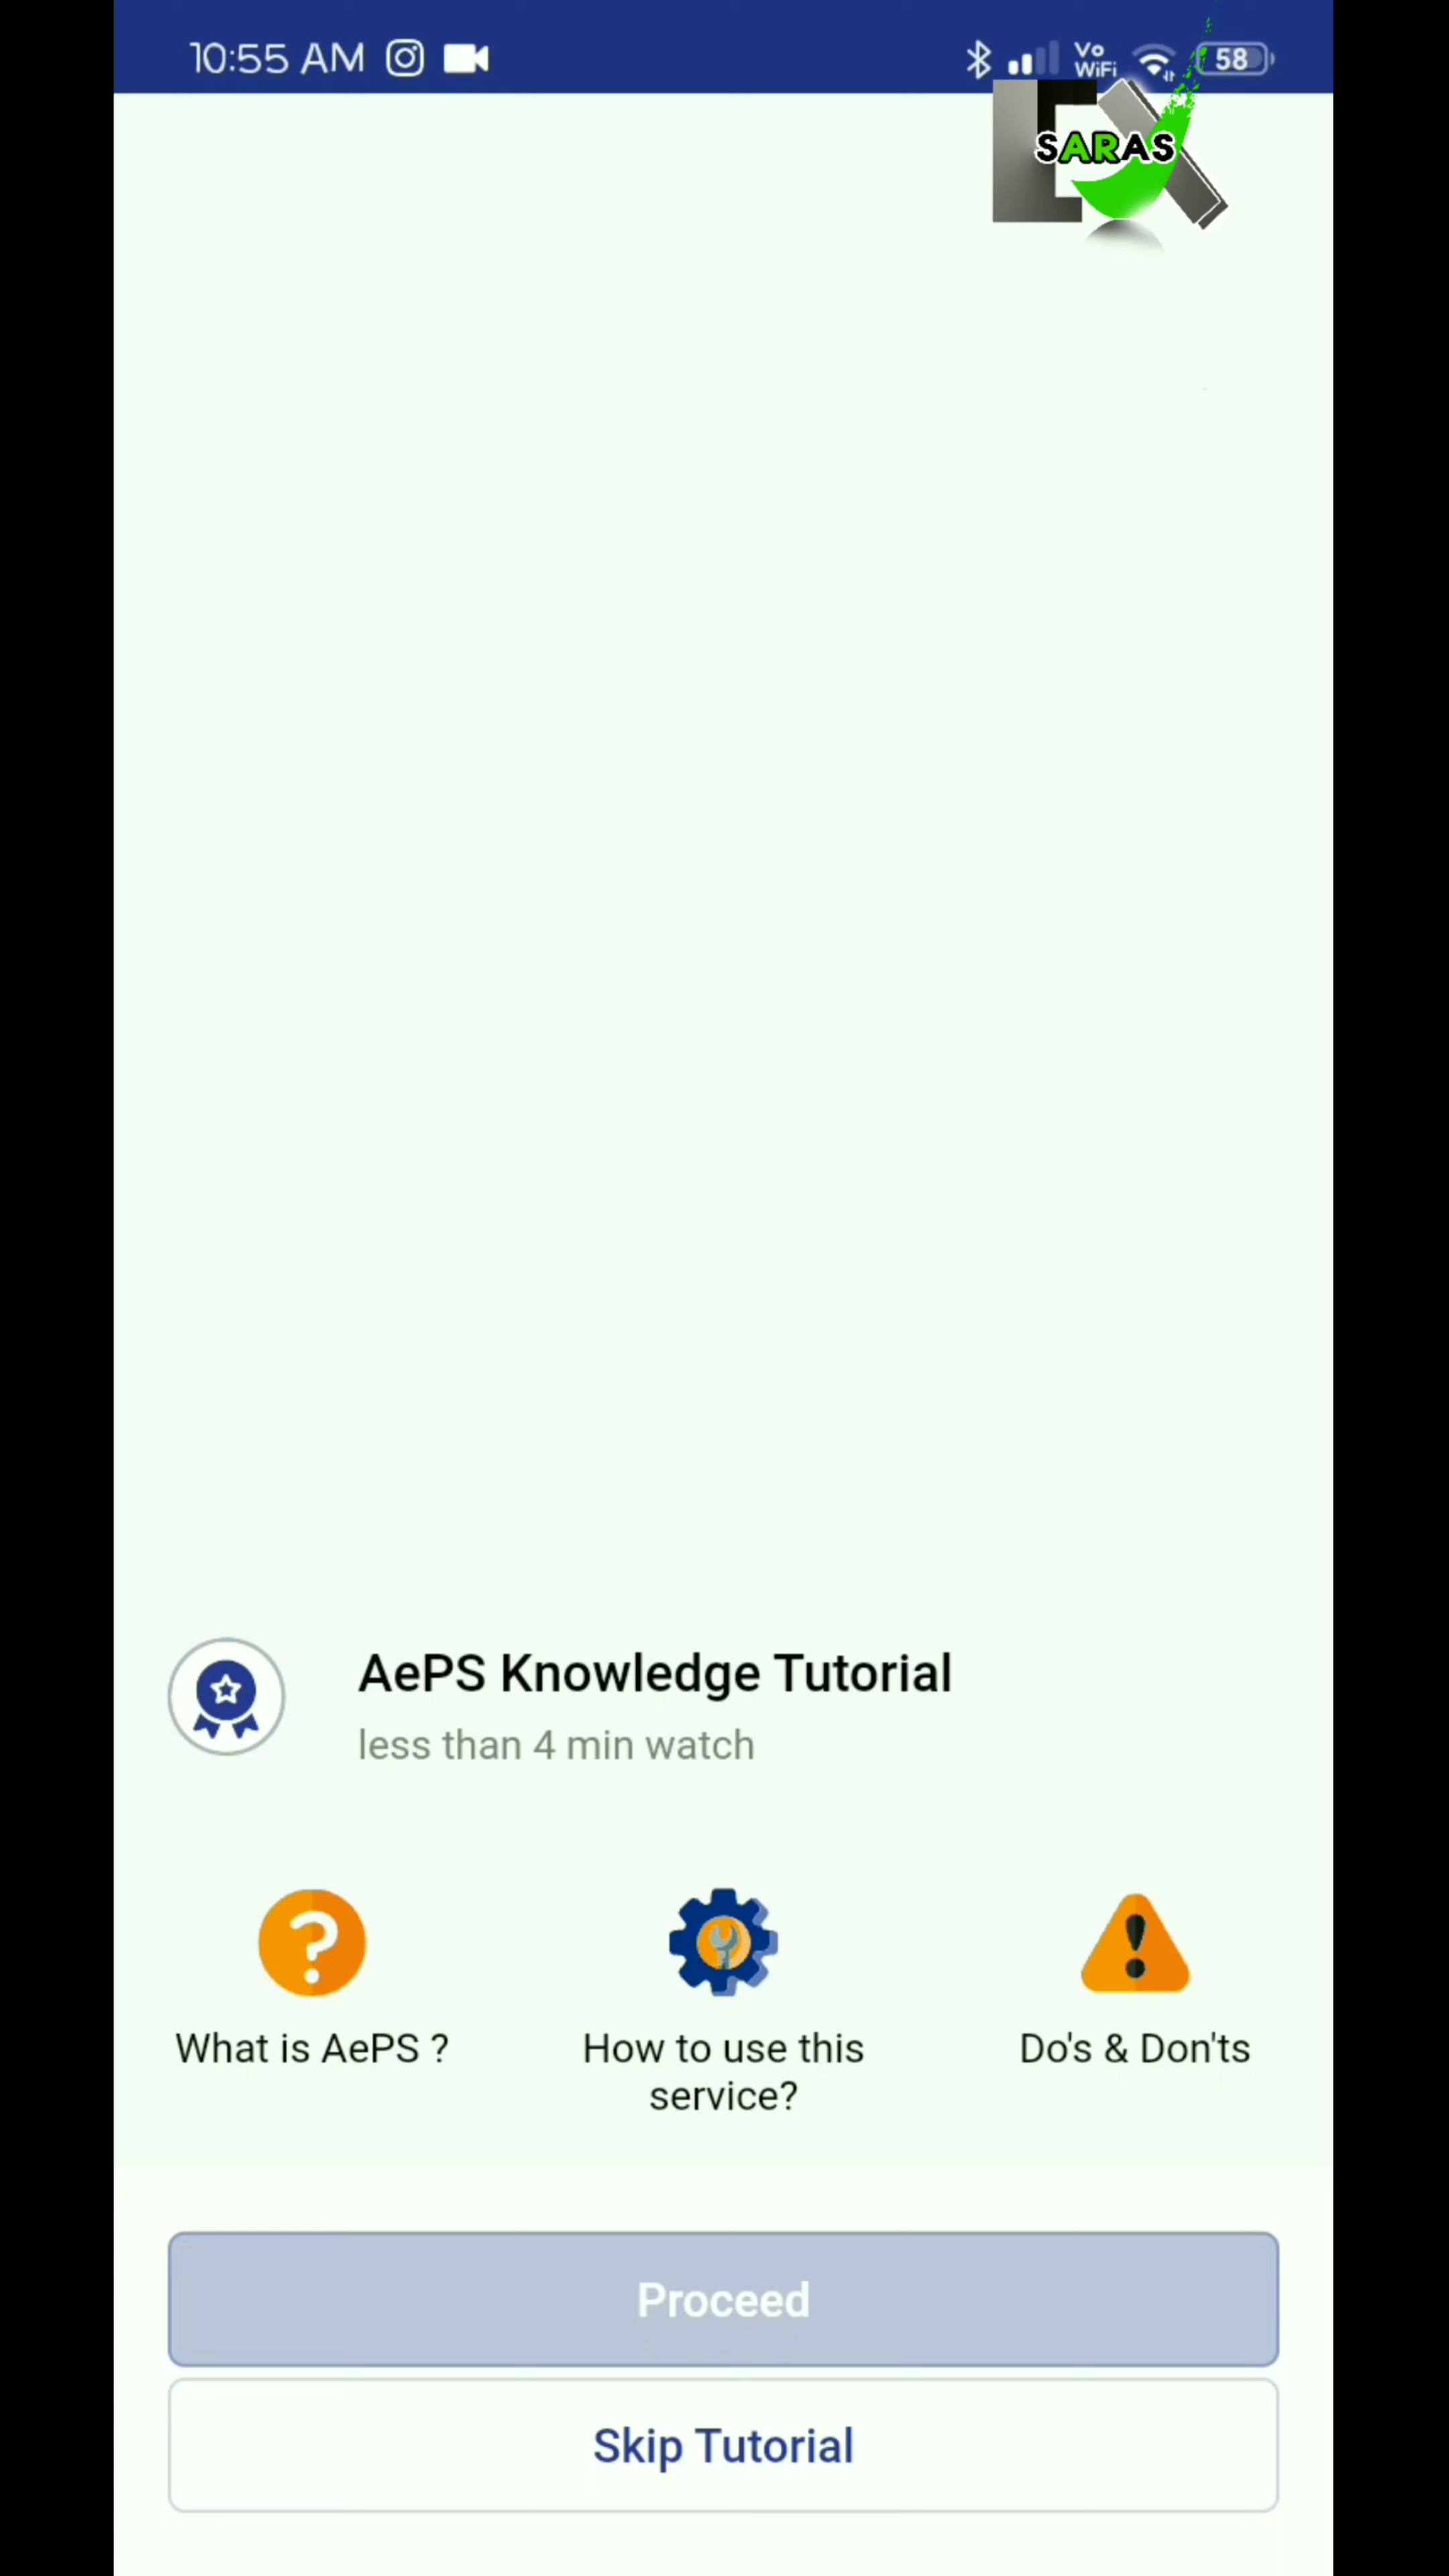 10:55 AM
Vo
WiFi
58
SARAS
AePS Knowledge Tutorial
less than 4 min watch
What is AePS ?
How to use this
service?
Do's & Don'ts
Proceed
Skip Tutorial